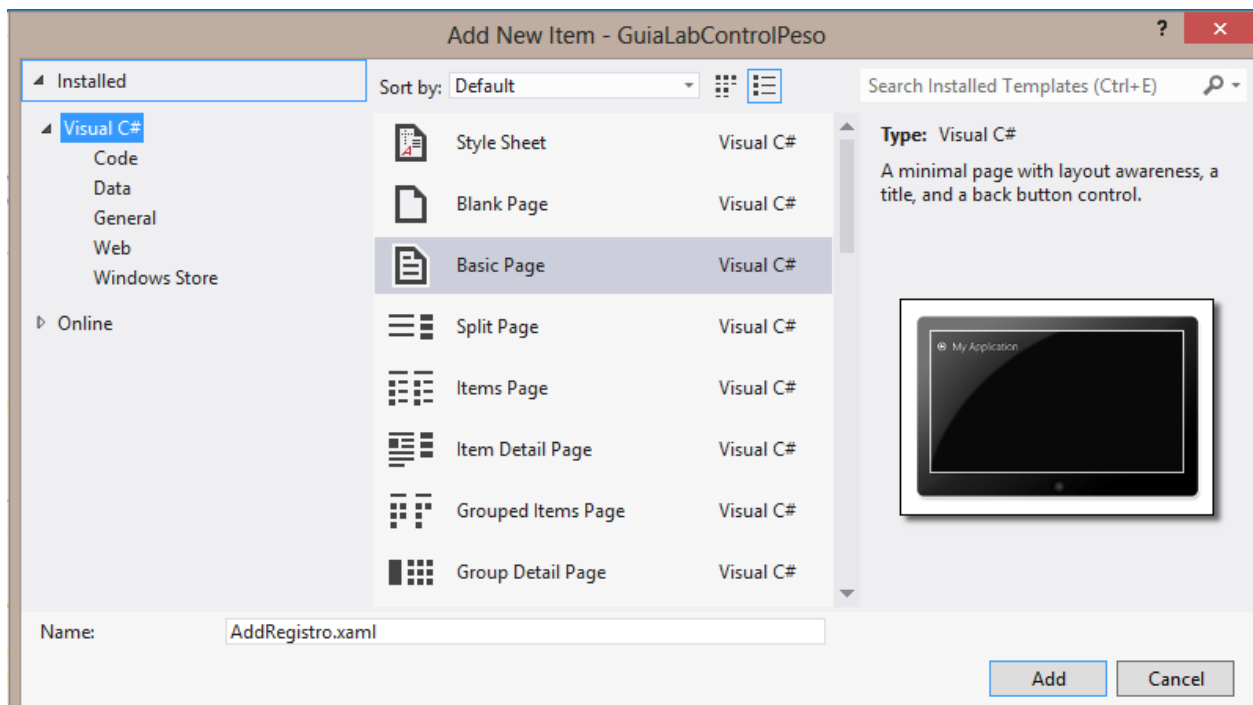 Add New Item - GuiaLabControlPeso
?
Installed
Sort by: Default
Search Installed Templates (Ctrl+E)
Visual C#
Code
Data
General
Web
Windows Store
Online
Style Sheet Visual C#
Blank Page Visual C#
Basic Page Visual C#
Split Page Visual C#
Items Page Visual C#
Item Detail Page Visual C#
Grouped Items Page Visual C#
Group Detail Page Visual C#
Type: Visual C#
A minimal page with layout awareness, a
title, and a back button control.
My Application
Name: AddRegistro.xaml
Add Cancel